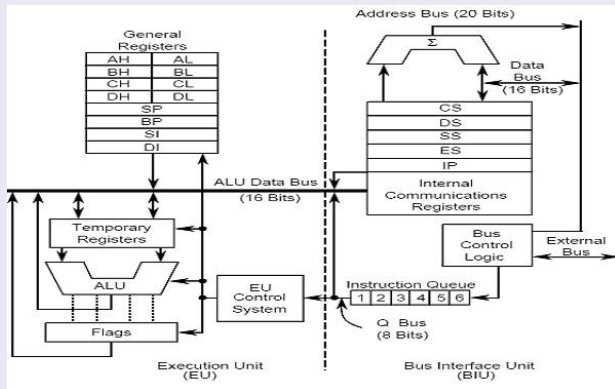 Address Bus (20 Bits)
General
Registers
Σ
AH AL
BH BL
CH CL
DH DL
SP
BP
SI
DI
Data
Bus
(16 Bits)
CS
DS
SS
ES
IP
Internal
Communications
Registers
ALU Data Bus
(16 Bits)
Temporary
Registers
ALU
Flags
EU
Control
System
Bus
Control
Logic
External
Bus
Instruction Queue
1 2 3 4 5 6
Q Bus
(8 Bits)
Execution Unit
(EU)
Bus Interface Unit
(BIU)